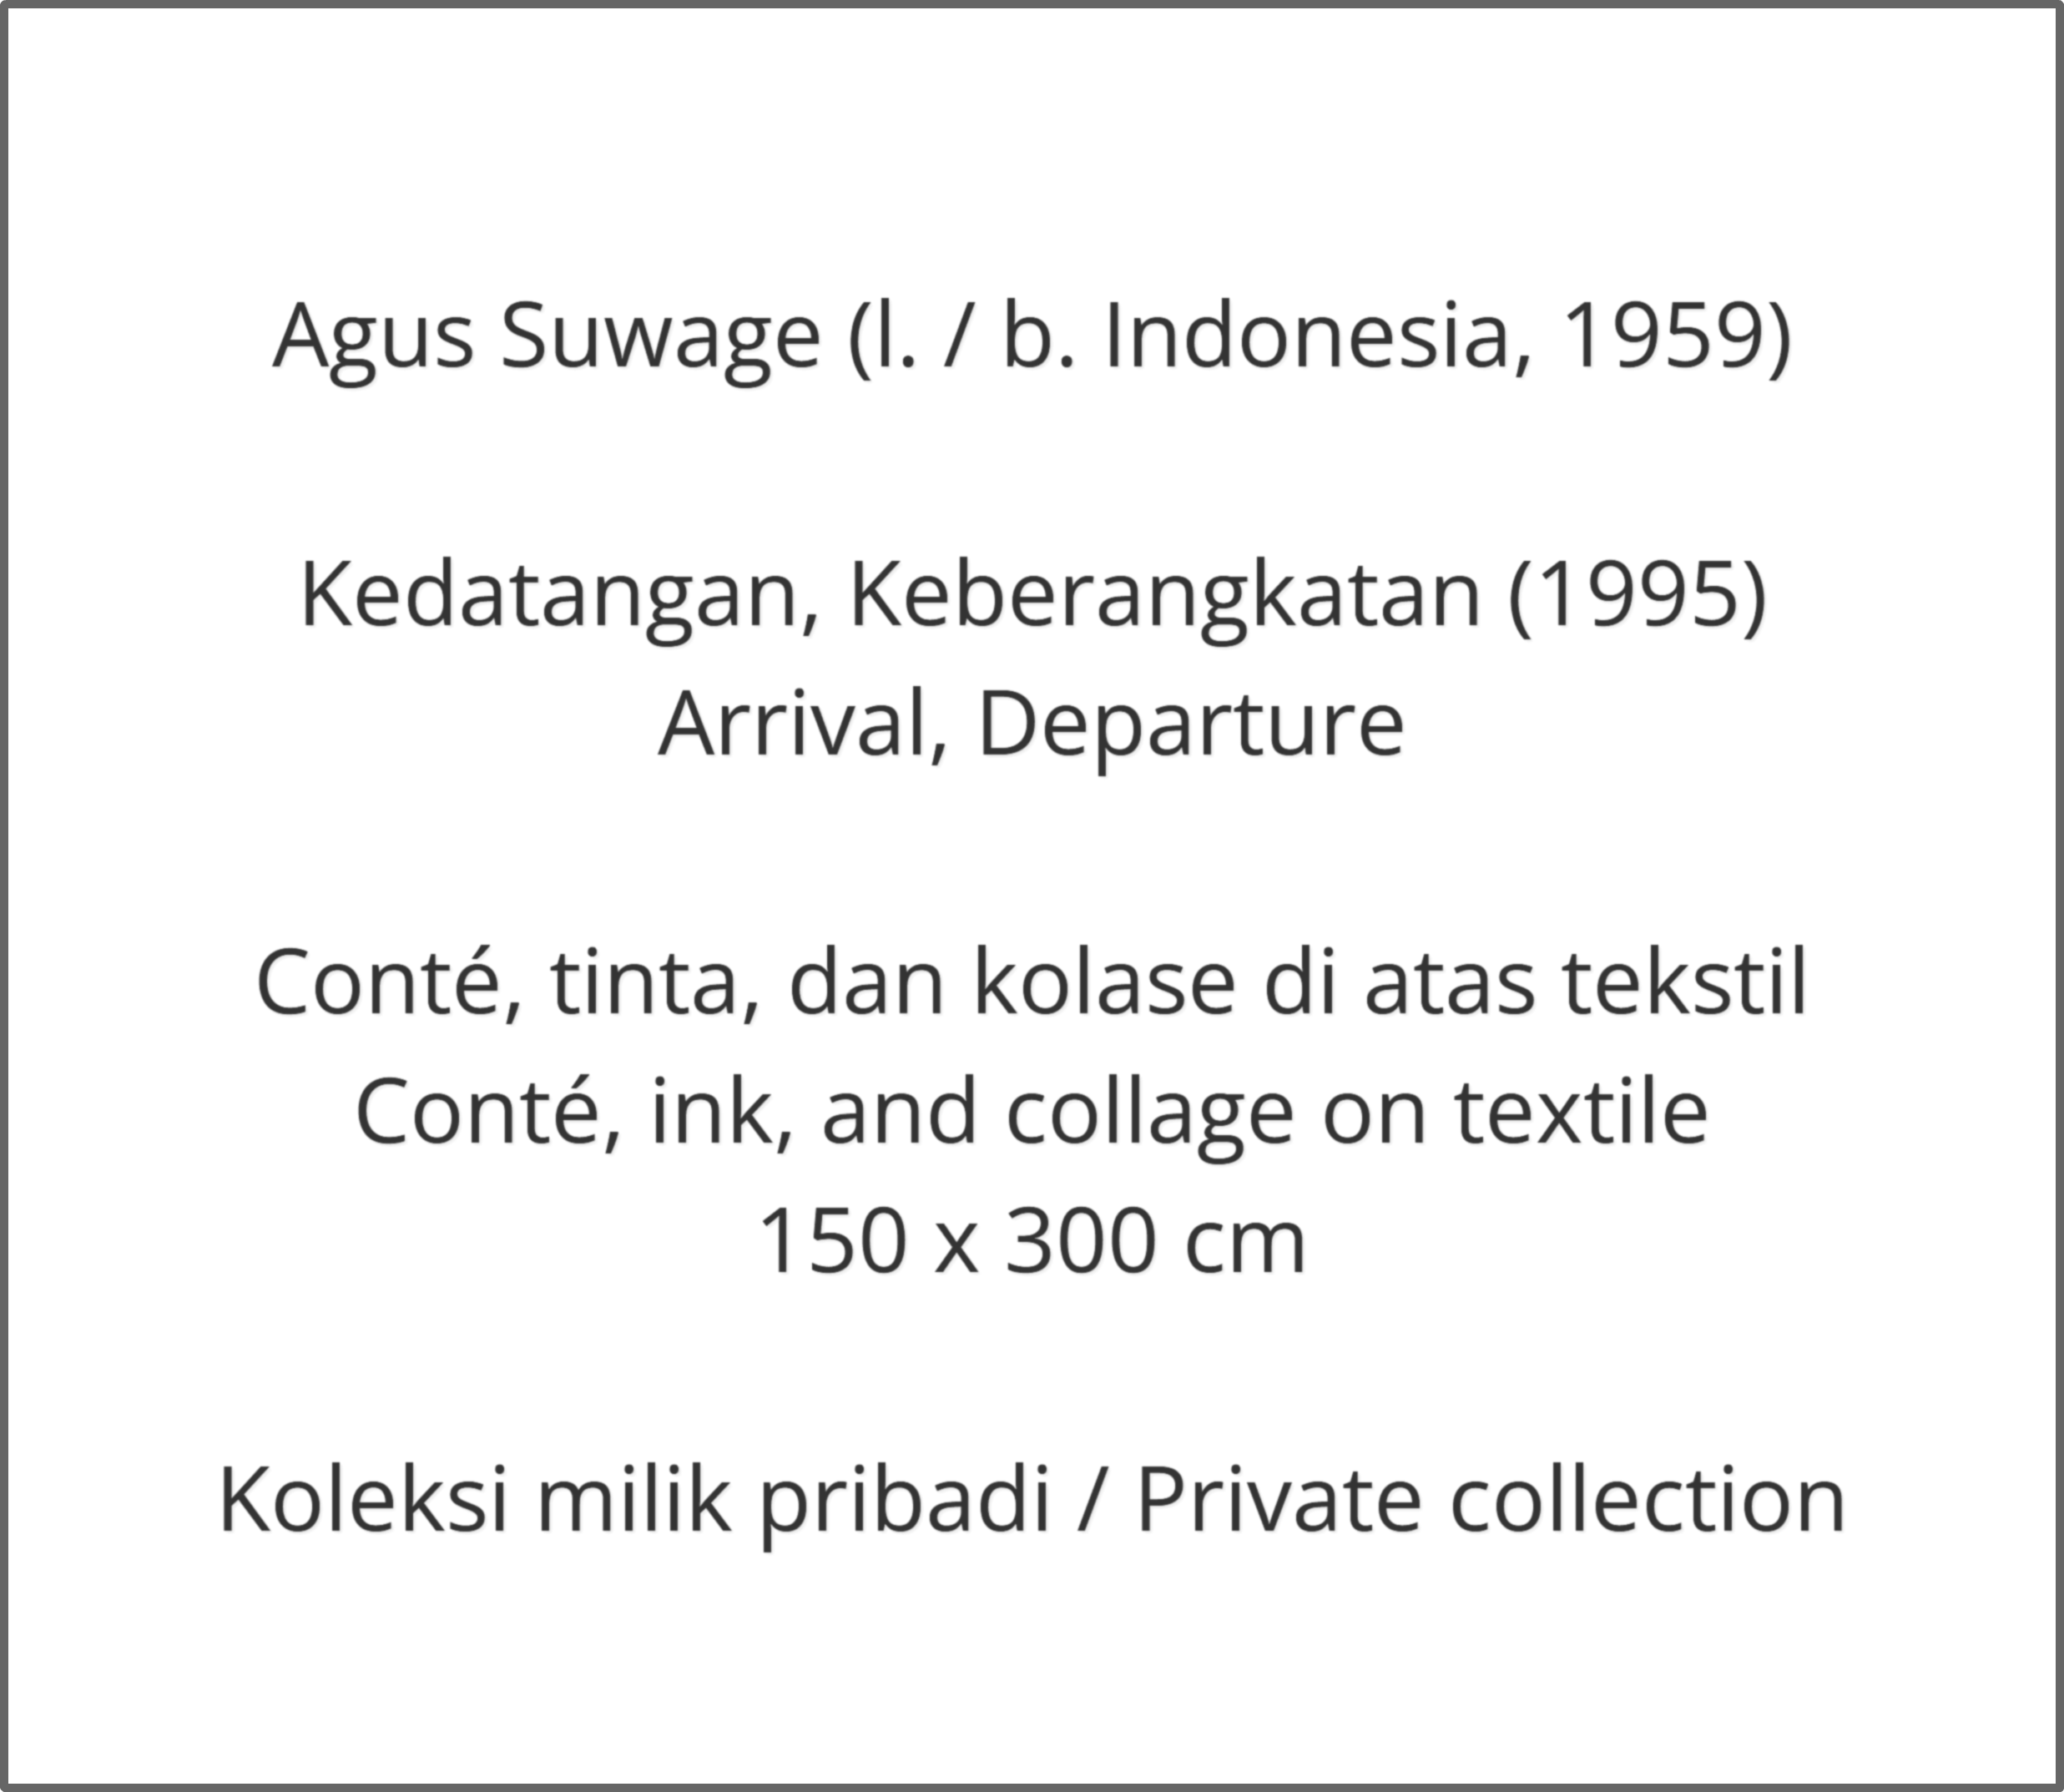 Agus Suwage (l. / b. Indonesia, 1959)
Kedatangan, Keberangkatan (1995)
Arrival, Departure
Conté, tinta, dan kolase di atas tekstil
Conté, ink, and collage on textile
150 x 300 cm
Koleksi milik pribadi / Private collection